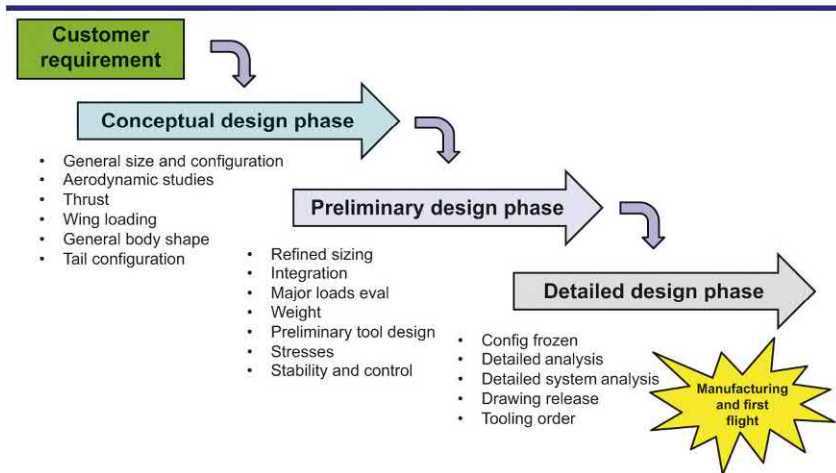 Customer
requirement
Conceptual design phase
• General size and configuration
• Aerodynamic studies
• Thrust
• Wing loading
• General body shape
• Tail configuration
Preliminary design phase
• Refined sizing
• Integration
• Major loads eval
• Weight
• Preliminary tool design
• Stresses
• Stability and control
Detailed design phase
• Config frozen
• Detailed analysis
• Detailed system analysis
• Drawing release
• Tooling order
Manufacturing
and first
flight